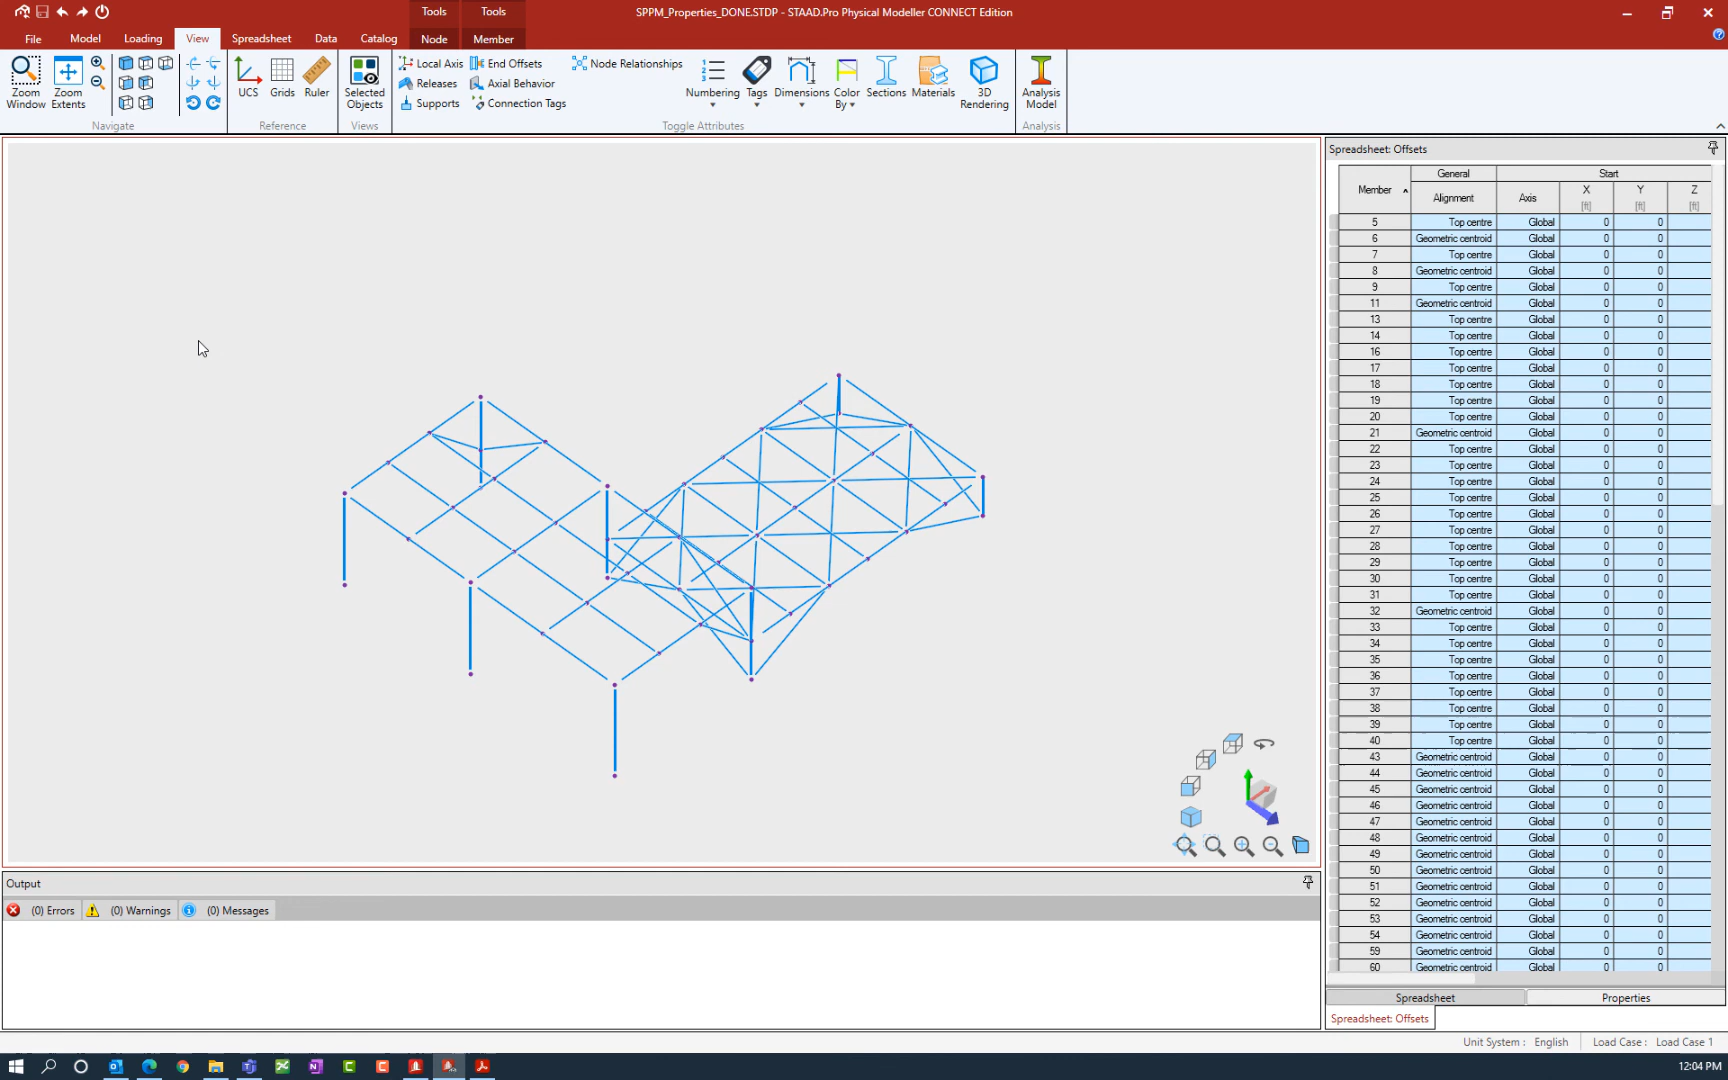 SPPM_Properties_DONE.STDP - STAAD.Pro Physical Modeller CONNECT Edition
Tools Tools
File Model Loading View Spreadsheet Data Catalog Node Member
Zoom Window
Zoom Extents
Navigate
UCS Grids Ruler
Reference
Selected Objects
Views
Local Axis End Offsets Node Relationships
Releases Axial Behavior
Supports Connection Tags
Numbering Tags Dimensions Color By Sections Materials 3D Rendering
Toggle Attributes
Analysis Model
Analysis
Spreadsheet: Offsets
General Start
Member Alignment Axis X Y Z
[ft] [ft] [ft]
5 Top centre Global 0 0
6 Geometric centroid Global 0 0
7 Top centre Global 0 0
8 Geometric centroid Global 0 0
9 Top centre Global 0 0
11 Geometric centroid Global 0 0
13 Top centre Global 0 0
14 Top centre Global 0 0
16 Top centre Global 0 0
17 Top centre Global 0 0
18 Top centre Global 0 0
19 Top centre Global 0 0
20 Top centre Global 0 0
21 Geometric centroid Global 0 0
22 Top centre Global 0 0
23 Top centre Global 0 0
24 Top centre Global 0 0
25 Top centre Global 0 0
26 Top centre Global 0 0
27 Top centre Global 0 0
28 Top centre Global 0 0
29 Top centre Global 0 0
30 Top centre Global 0 0
31 Top centre Global 0 0
32 Geometric centroid Global 0 0
33 Top centre Global 0 0
34 Top centre Global 0 0
35 Top centre Global 0 0
36 Top centre Global 0 0
37 Top centre Global 0 0
38 Top centre Global 0 0
39 Top centre Global 0 0
40 Top centre Global 0 0
43 Geometric centroid Global 0 0
44 Geometric centroid Global 0 0
45 Geometric centroid Global 0 0
46 Geometric centroid Global 0 0
47 Geometric centroid Global 0 0
48 Geometric centroid Global 0 0
49 Geometric centroid Global 0 0
50 Geometric centroid Global 0 0
51 Geometric centroid Global 0 0
52 Geometric centroid Global 0 0
53 Geometric centroid Global 0 0
54 Geometric centroid Global 0 0
59 Geometric centroid Global 0 0
60 Geometric centroid Global 0 0
Spreadsheet Properties
Spreadsheet: Offsets
Output
(0) Errors (0) Warnings (0) Messages
Unit System : English Load Case : Load Case 1
12:04 PM